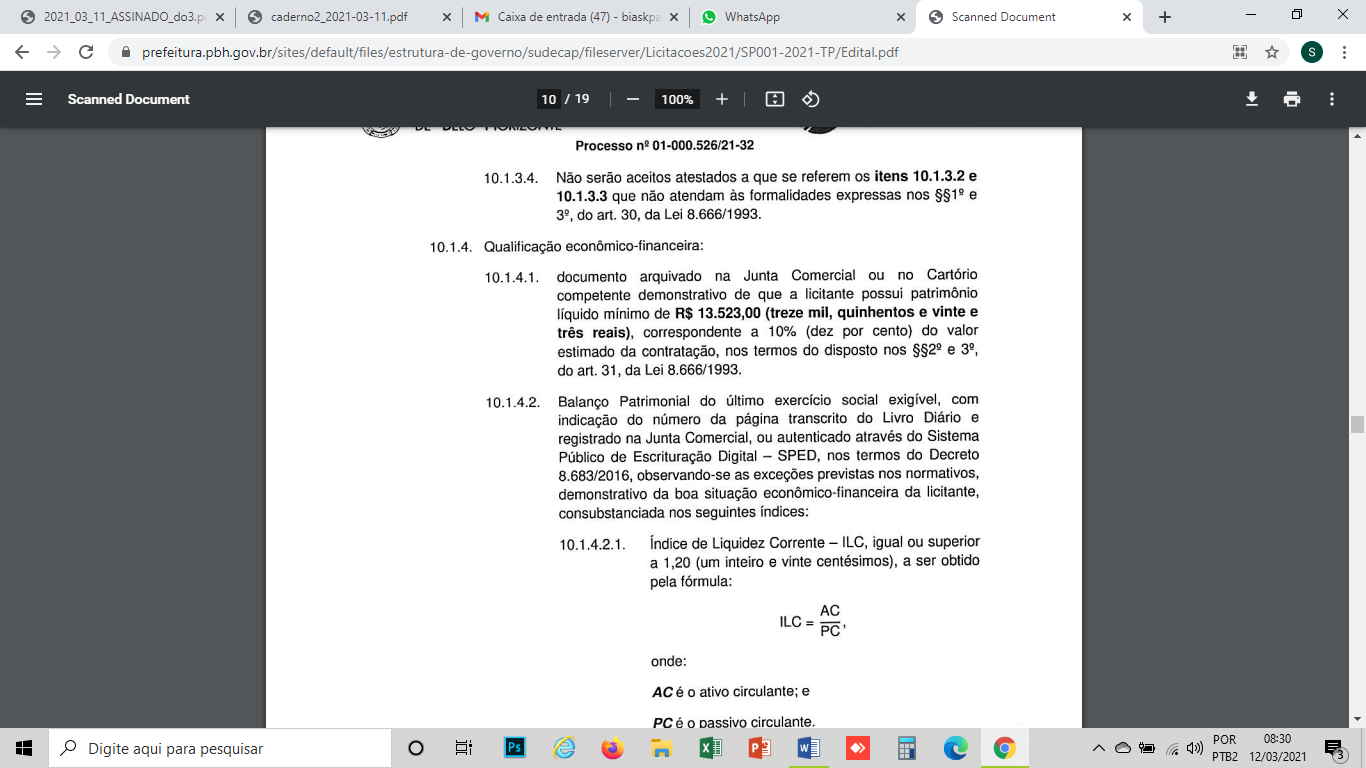 2021_03_11_ASSINADO_do3.p
caderno2_2021-03-11.pdf
Caixa de entrada (47) - biaskpa
WhatsApp
Scanned Document
prefeitura.pbh.gov.br/sites/default/files/estrutura-de-governo/sudecap/fileserver/Licitacoes2021/SP001-2021-TP/Edital.pdf
S
Scanned Document
10 / 19
100%
DE BELO HORIZONTE
Processo nº 01-000.526/21-32
10.1.3.4. Não serão aceitos atestados a que se referem os itens 10.1.3.2 e
10.1.3.3 que não atendam às formalidades expressas nos §§1º e
3º, do art. 30, da Lei 8.666/1993.
10.1.4. Qualificação econômico-financeira:
10.1.4.1. documento arquivado na Junta Comercial ou no Cartório
competente demonstrativo de que a licitante possui patrimônio
líquido mínimo de R$ 13.523,00 (treze mil, quinhentos e vinte e
três reais), correspondente a 10% (dez por cento) do valor
estimado da contratação, nos termos do disposto nos §§2º e 3º,
do art. 31, da Lei 8.666/1993.
10.1.4.2. Balanço Patrimonial do último exercício social exigível, com
indicação do número da página transcrito do Livro Diário e
registrado na Junta Comercial, ou autenticado através do Sistema
Público de Escrituração Digital – SPED, nos termos do Decreto
8.683/2016, observando-se as exceções previstas nos normativos,
demonstrativo da boa situação econômico-financeira da licitante,
consubstanciada nos seguintes índices:
10.1.4.2.1. Índice de Liquidez Corrente – ILC, igual ou superior
a 1,20 (um inteiro e vinte centésimos), a ser obtido
pela fórmula:
ILC = AC
PC,
onde:
AC é o ativo circulante; e
PC é o passivo circulante.
Digite aqui para pesquisar
Ps
POR
PTB2
08:30
12/03/2021
3